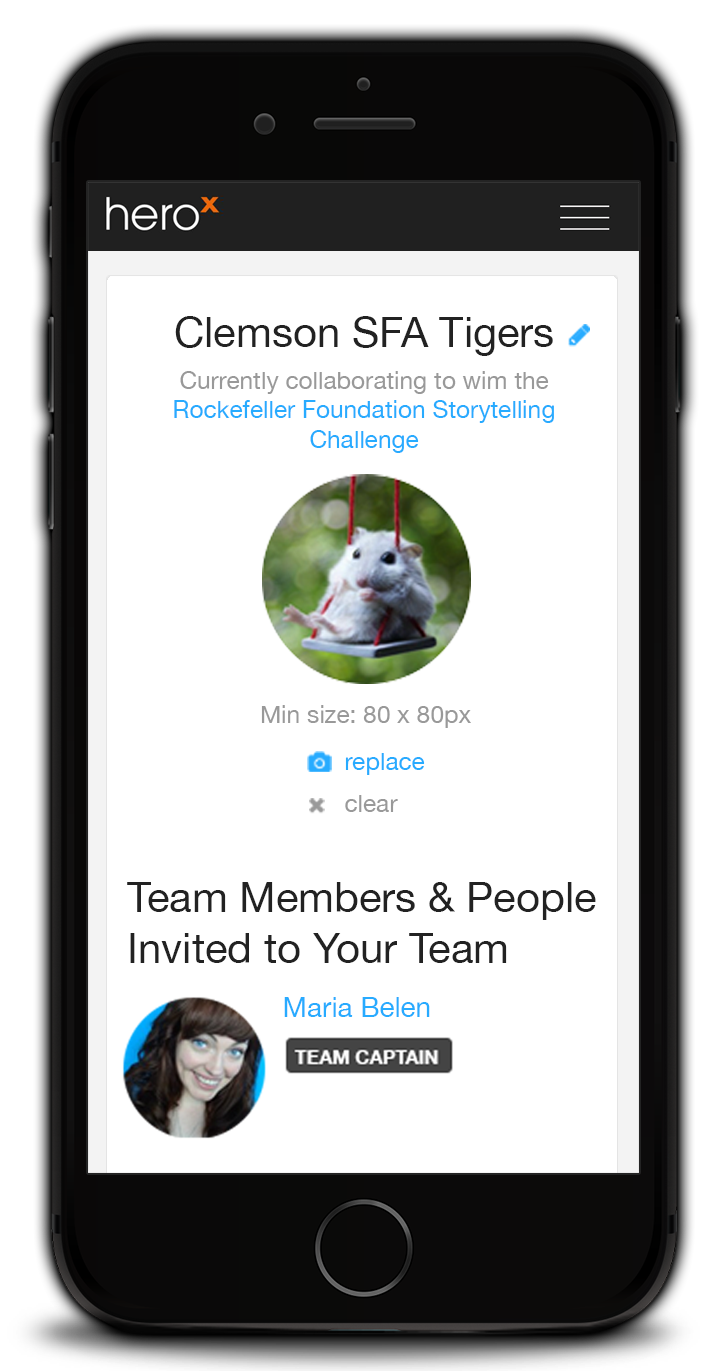 herox
Clemson SFA Tigers
Currently collaborating to wim the
Rockefeller Foundation Storytelling
Challenge
Min size: 80 x 80px
replace
clear
Team Members & People
Invited to Your Team
Maria Belen
TEAM CAPTAIN